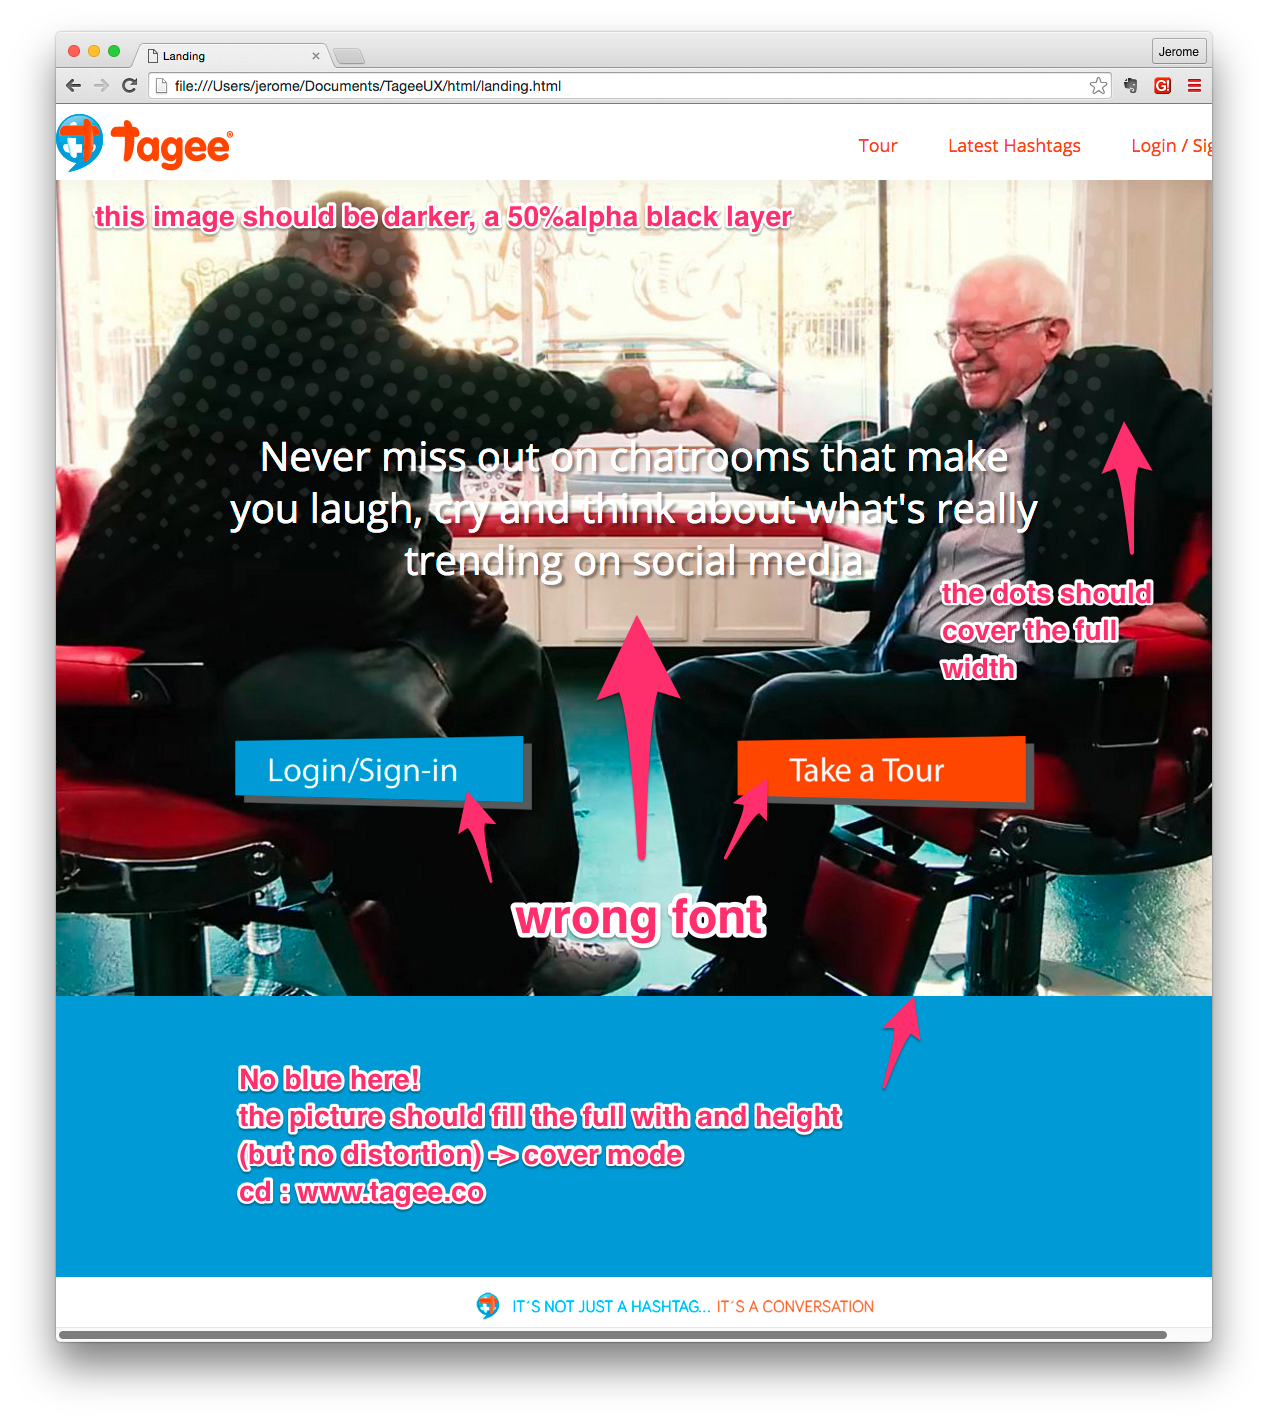 Landing
Jerome
file:///Users/jerome/Documents/TageeUX/html/landing.html
G!
Tagee®
Tour
Latest Hashtags
Login / Sig
this image should be darker, a 50%alpha black layer
Never miss out on chatrooms that make
you laugh, cry and think about what's really
trending on social media.
the dots should
cover the full
width
Login/Sign-in
Take a Tour
wrong font
No blue here!
the picture should fill the full with and height
(but no distortion) -> cover mode
cd : www.tagee.co
IT´S NOT JUST A HASHTAG... IT´S A CONVERSATION